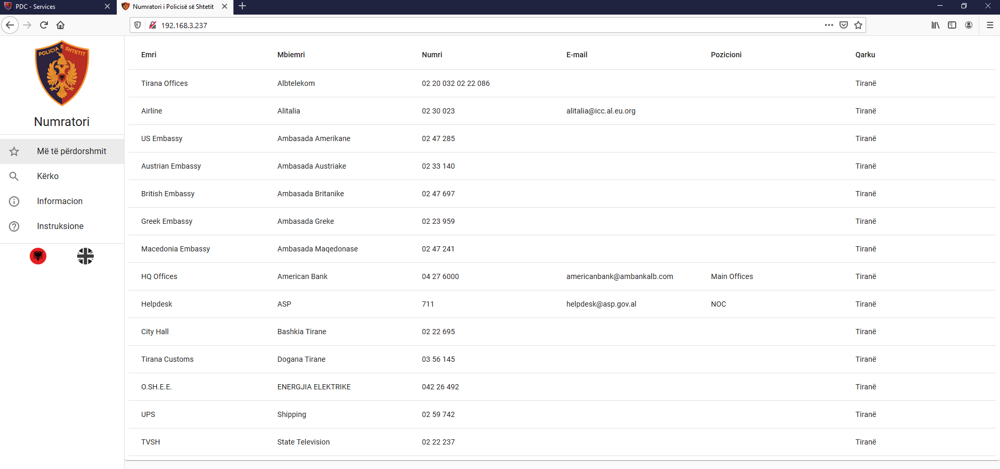 PDC - Services
Numratori i Policisë së Shtetit
192.168.3.237
POLICIA E SHTETIT
Numratori
Më të përdorshmit
Kërko
Informacion
Instruksione
Emri Mbiemri Numri E-mail Pozicioni Qarku
Tirana Offices Albtelekom 02 20 032 02 22 086 Tiranë
Airline Alitalia 02 30 023 alitalia@icc.al.eu.org Tiranë
US Embassy Ambasada Amerikane 02 47 285 Tiranë
Austrian Embassy Ambasada Austriake 02 33 140 Tiranë
British Embassy Ambasada Britanike 02 47 697 Tiranë
Greek Embassy Ambasada Greke 02 23 959 Tiranë
Macedonia Embassy Ambasada Maqedonase 02 47 241 Tiranë
HQ Offices American Bank 04 27 6000 americanbank@ambankalb.com Main Offices Tiranë
Helpdesk ASP 711 helpdesk@asp.gov.al NOC Tiranë
City Hall Bashkia Tirane 02 22 695 Tiranë
Tirana Customs Dogana Tirane 03 56 145 Tiranë
O.SH.E.E. ENERGJIA ELEKTRIKE 042 26 492 Tiranë
UPS Shipping 02 59 742 Tiranë
TVSH State Television 02 22 237 Tiranë